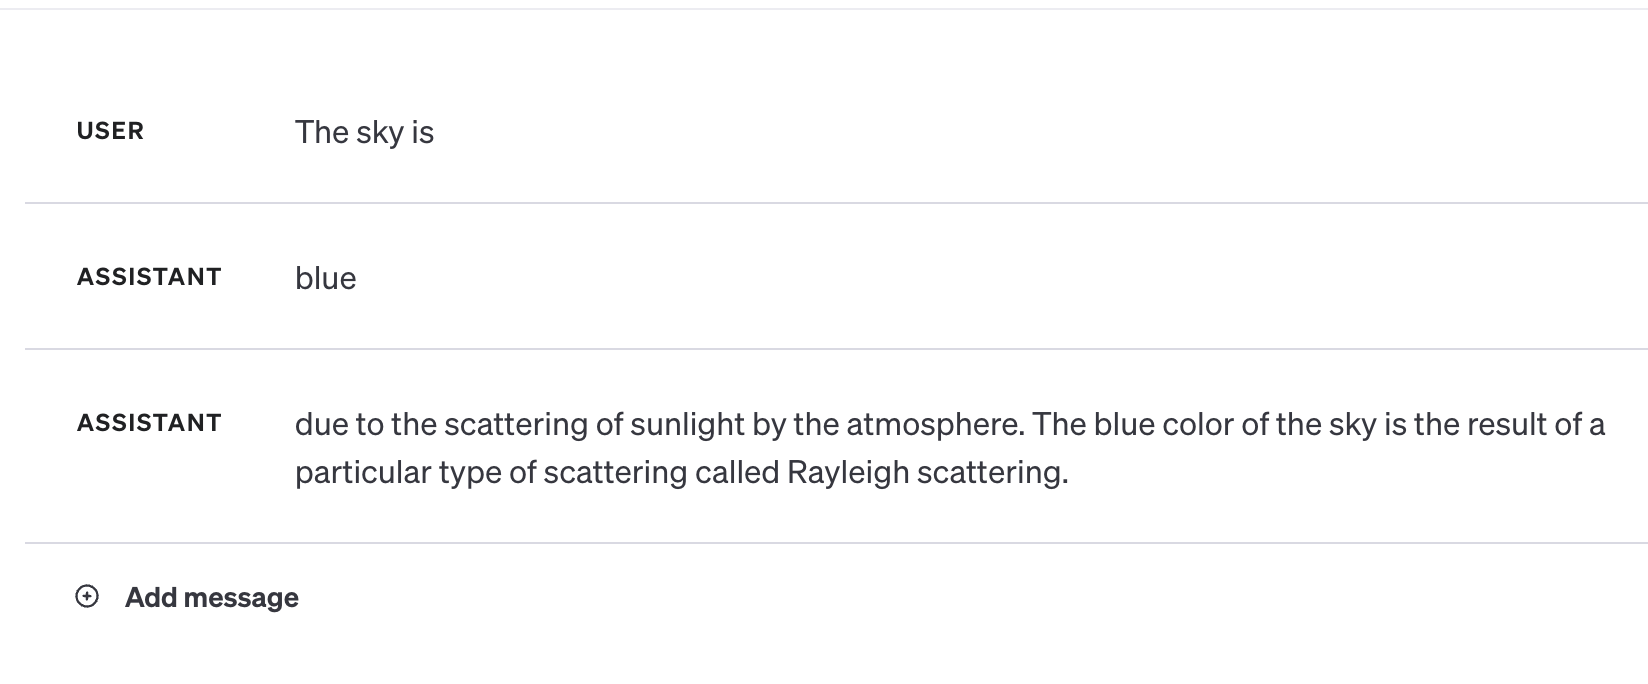 USER The sky is
ASSISTANT blue
ASSISTANT due to the scattering of sunlight by the atmosphere. The blue color of the sky is the result of a
particular type of scattering called Rayleigh scattering.
Add message